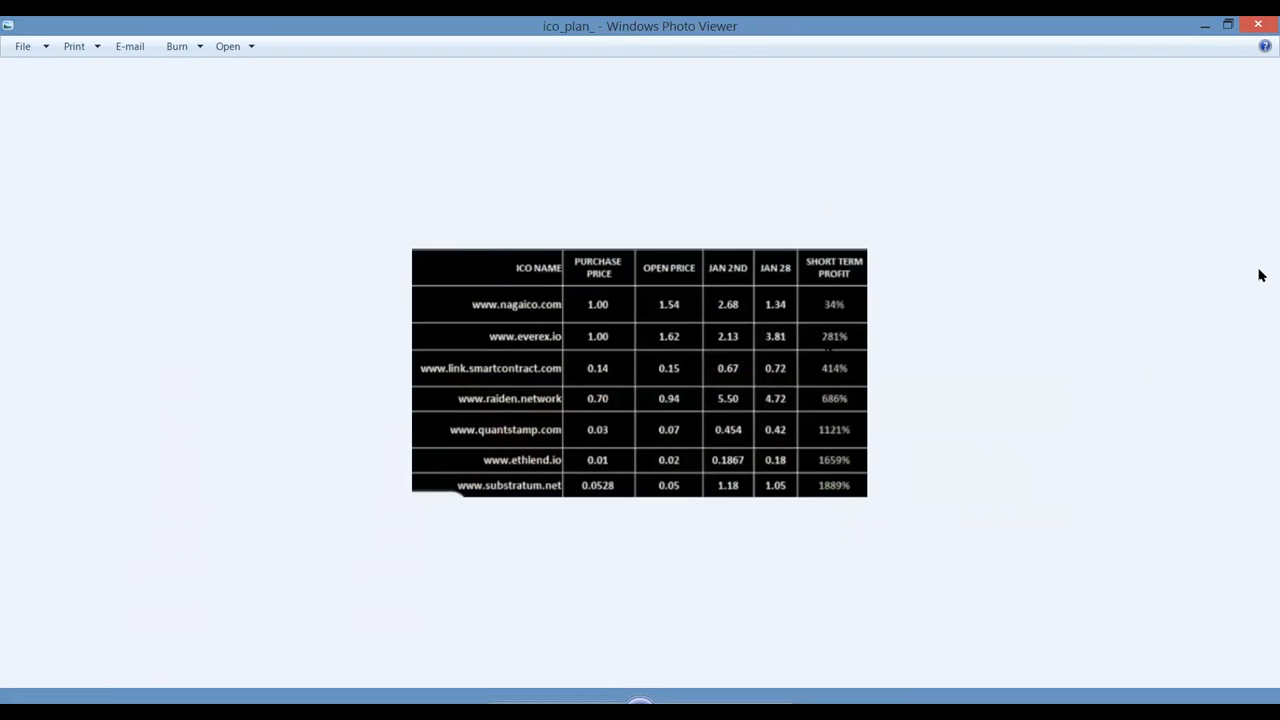 ico_plan_ - Windows Photo Viewer
File Print E-mail Burn Open
ICO NAME PURCHASE PRICE OPEN PRICE JAN 2ND JAN 28 SHORT TERM PROFIT
www.nagaico.com 1.00 1.54 2.68 1.34 34%
www.everex.io 1.00 1.62 2.13 3.81 281%
www.link.smartcontract.com 0.14 0.15 0.67 0.72 414%
www.raiden.network 0.70 0.94 5.50 4.72 686%
www.quantstamp.com 0.03 0.07 0.454 0.42 1121%
www.ethlend.io 0.01 0.02 0.1867 0.18 1659%
www.substratum.net 0.0528 0.05 1.18 1.05 1889%